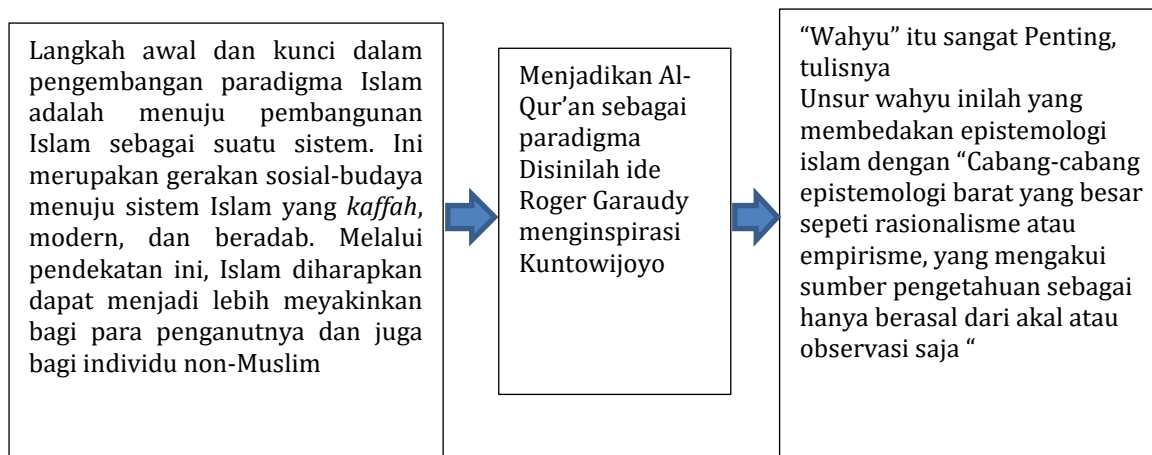 Langkah awal dan kunci dalam
pengembangan paradigma Islam
adalah menuju pembangunan
Islam sebagai suatu sistem. Ini
merupakan gerakan sosial-budaya
menuju sistem Islam yang kaffah,
modern, dan beradab. Melalui
pendekatan ini, Islam diharapkan
dapat menjadi lebih meyakinkan
bagi para penganutnya dan juga
bagi individu non-Muslim
Menjadikan Al-
Qur’an sebagai
paradigma
Disinilah ide
Roger Garaudy
menginspirasi
Kuntowijoyo
“Wahyu” itu sangat Penting,
tulisnya
Unsur wahyu inilah yang
membedakan epistemologi
islam dengan “Cabang-cabang
epistemologi barat yang besar
sepeti rasionalisme atau
empirisme, yang mengakui
sumber pengetahuan sebagai
hanya berasal dari akal atau
observasi saja “